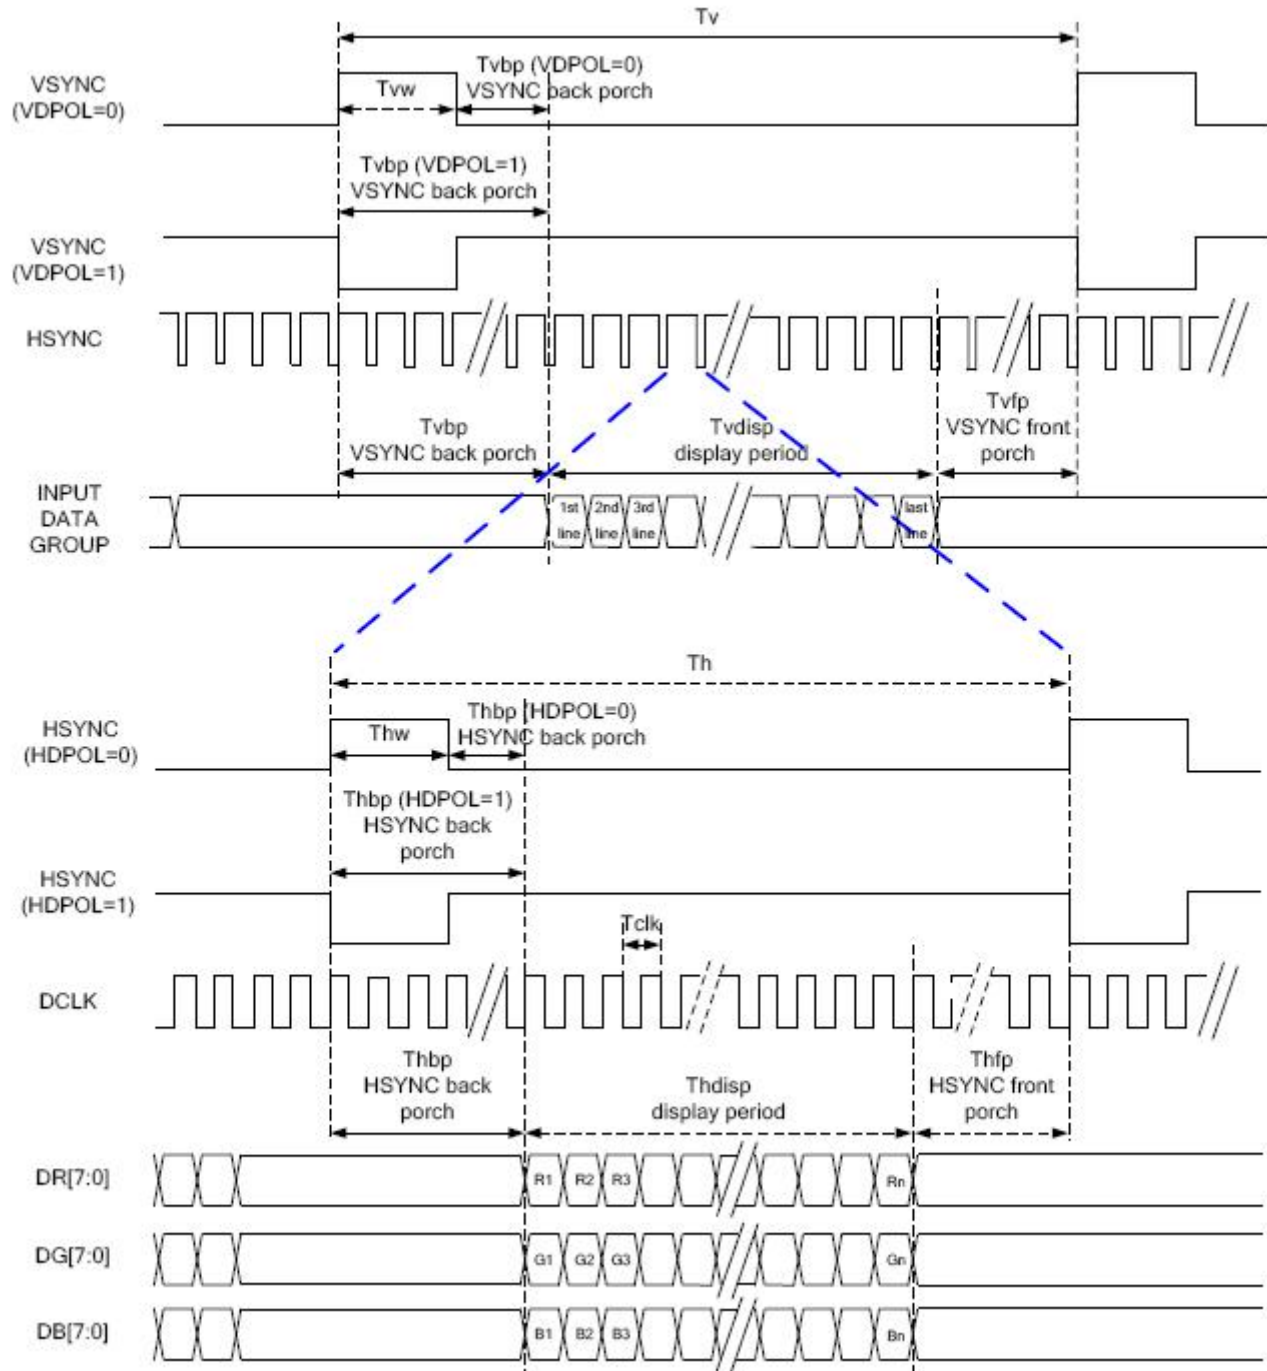 Tv
VSYNC
(VDPOL=0)
Tvw
Tvbp (VDPOL=0)
VSYNC back porch
Tvbp (VDPOL=1)
VSYNC back porch
VSYNC
(VDPOL=1)
HSYNC
Tvbp
VSYNC back porch
Tvdisp
display period
Tvfp
VSYNC front
porch
INPUT
DATA
GROUP
1st
line
2nd
line
3rd
line
last
line
Th
HSYNC
(HDPOL=0)
Thw
Thbp (HDPOL=0)
HSYNC back porch
Thbp (HDPOL=1)
HSYNC back
porch
HSYNC
(HDPOL=1)
Tclk
DCLK
Thbp
HSYNC back
porch
Thdisp
display period
Thfp
HSYNC front
porch
DR[7:0]
R1 R2 R3 Rn
DG[7:0]
G1 G2 G3 Gn
DB[7:0]
B1 B2 B3 Bn